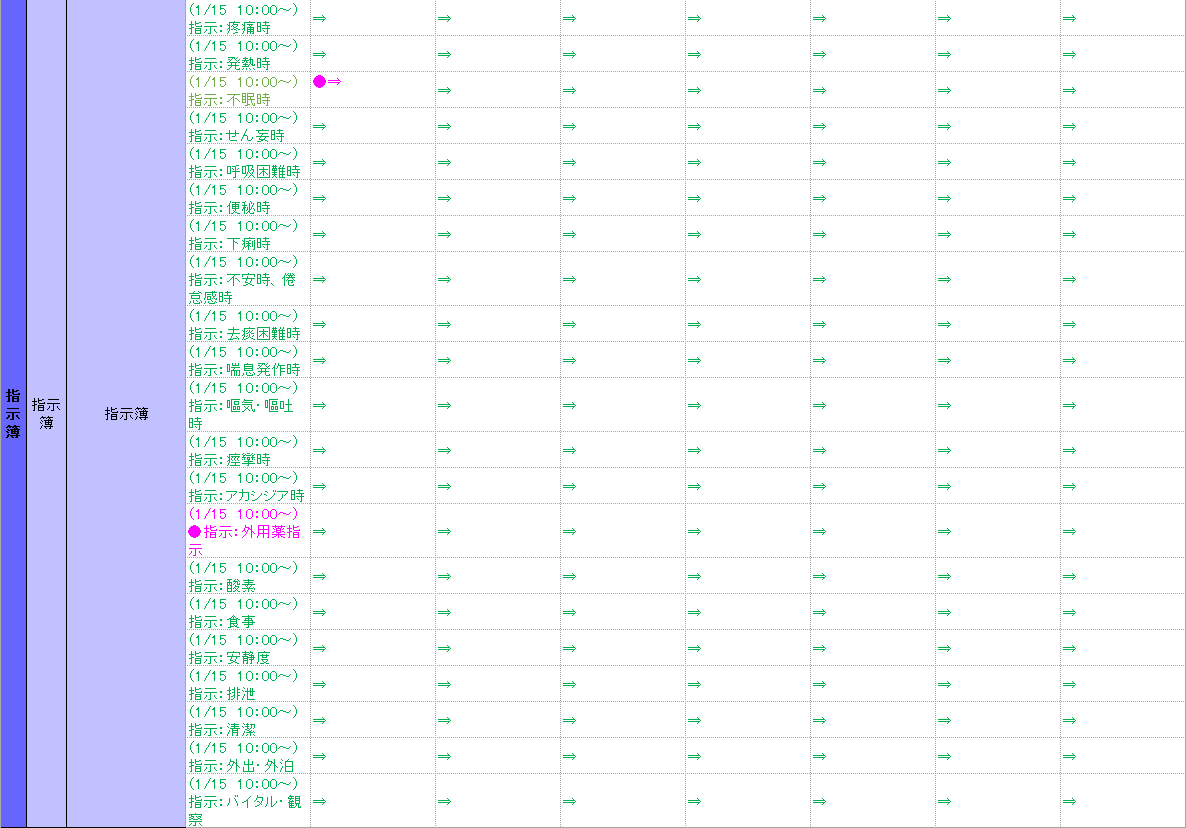 指示簿
指示
簿
指示簿
(1/15 10:00～)
指示:疼痛時
⇒ ⇒ ⇒ ⇒ ⇒ ⇒ ⇒
(1/15 10:00～)
指示:発熱時
⇒ ⇒ ⇒ ⇒ ⇒ ⇒ ⇒
(1/15 10:00～)
指示:不眠時
●⇒ ⇒ ⇒ ⇒ ⇒ ⇒ ⇒
(1/15 10:00～)
指示:せん妄時
⇒ ⇒ ⇒ ⇒ ⇒ ⇒ ⇒
(1/15 10:00～)
指示:呼吸困難時
⇒ ⇒ ⇒ ⇒ ⇒ ⇒ ⇒
(1/15 10:00～)
指示:便秘時
⇒ ⇒ ⇒ ⇒ ⇒ ⇒ ⇒
(1/15 10:00～)
指示:下痢時
⇒ ⇒ ⇒ ⇒ ⇒ ⇒ ⇒
(1/15 10:00～)
指示:不安時、倦
怠感時
⇒ ⇒ ⇒ ⇒ ⇒ ⇒ ⇒
(1/15 10:00～)
指示:去痰困難時
⇒ ⇒ ⇒ ⇒ ⇒ ⇒ ⇒
(1/15 10:00～)
指示:喘息発作時
⇒ ⇒ ⇒ ⇒ ⇒ ⇒ ⇒
(1/15 10:00～)
指示:嘔気・嘔吐
時
⇒ ⇒ ⇒ ⇒ ⇒ ⇒ ⇒
(1/15 10:00～)
指示:痙攣時
⇒ ⇒ ⇒ ⇒ ⇒ ⇒ ⇒
(1/15 10:00～)
指示:アカシジア時
⇒ ⇒ ⇒ ⇒ ⇒ ⇒ ⇒
(1/15 10:00～)
●指示:外用薬指
示
⇒ ⇒ ⇒ ⇒ ⇒ ⇒ ⇒
(1/15 10:00～)
指示:酸素
⇒ ⇒ ⇒ ⇒ ⇒ ⇒ ⇒
(1/15 10:00～)
指示:食事
⇒ ⇒ ⇒ ⇒ ⇒ ⇒ ⇒
(1/15 10:00～)
指示:安静度
⇒ ⇒ ⇒ ⇒ ⇒ ⇒ ⇒
(1/15 10:00～)
指示:排泄
⇒ ⇒ ⇒ ⇒ ⇒ ⇒ ⇒
(1/15 10:00～)
指示:清潔
⇒ ⇒ ⇒ ⇒ ⇒ ⇒ ⇒
(1/15 10:00～)
指示:外出・外泊
⇒ ⇒ ⇒ ⇒ ⇒ ⇒ ⇒
(1/15 10:00～)
指示:バイタル・観
察
⇒ ⇒ ⇒ ⇒ ⇒ ⇒ ⇒